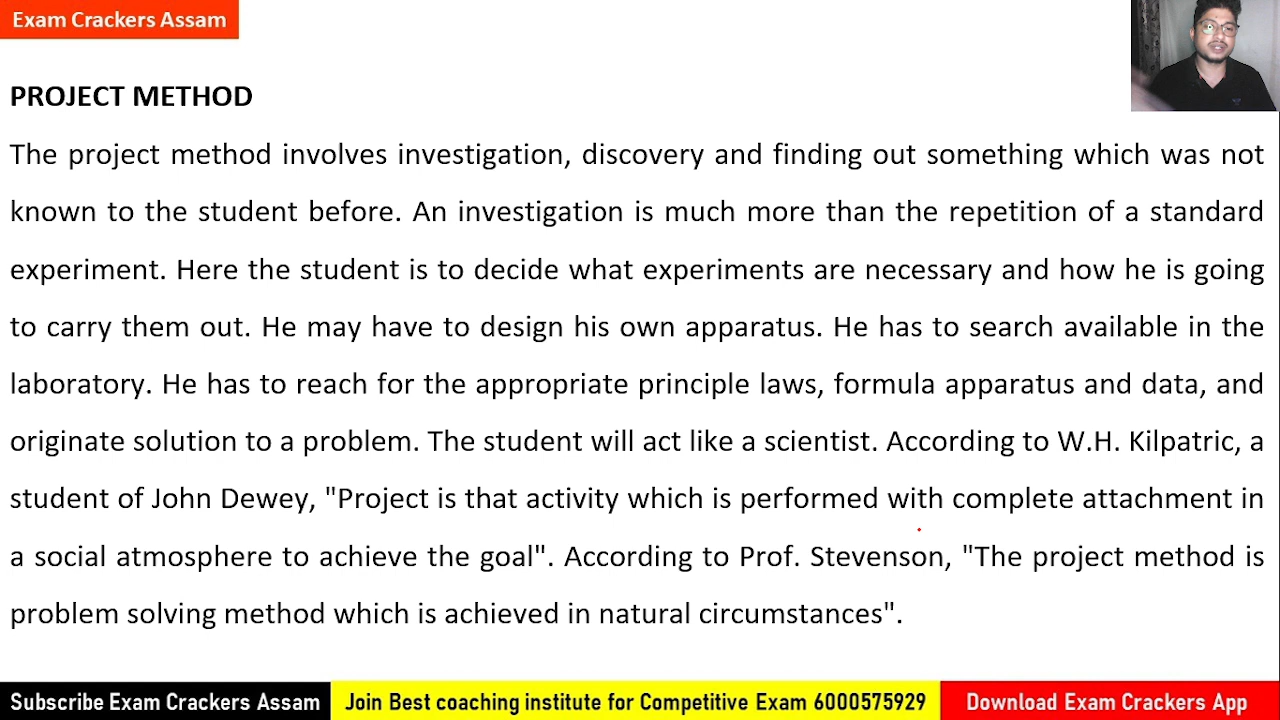 Exam Crackers Assam
PROJECT METHOD
The project method involves investigation, discovery and finding out something which was not
known to the student before. An investigation is much more than the repetition of a standard
experiment. Here the student is to decide what experiments are necessary and how he is going
to carry them out. He may have to design his own apparatus. He has to search available in the
laboratory. He has to reach for the appropriate principle laws, formula apparatus and data, and
originate solution to a problem. The student will act like a scientist. According to W.H. Kilpatric, a
student of John Dewey, "Project is that activity which is performed with complete attachment in
a social atmosphere to achieve the goal". According to Prof. Stevenson, "The project method is
problem solving method which is achieved in natural circumstances".
Subscribe Exam Crackers Assam
Join Best coaching institute for Competitive Exam 6000575929
Download Exam Crackers App